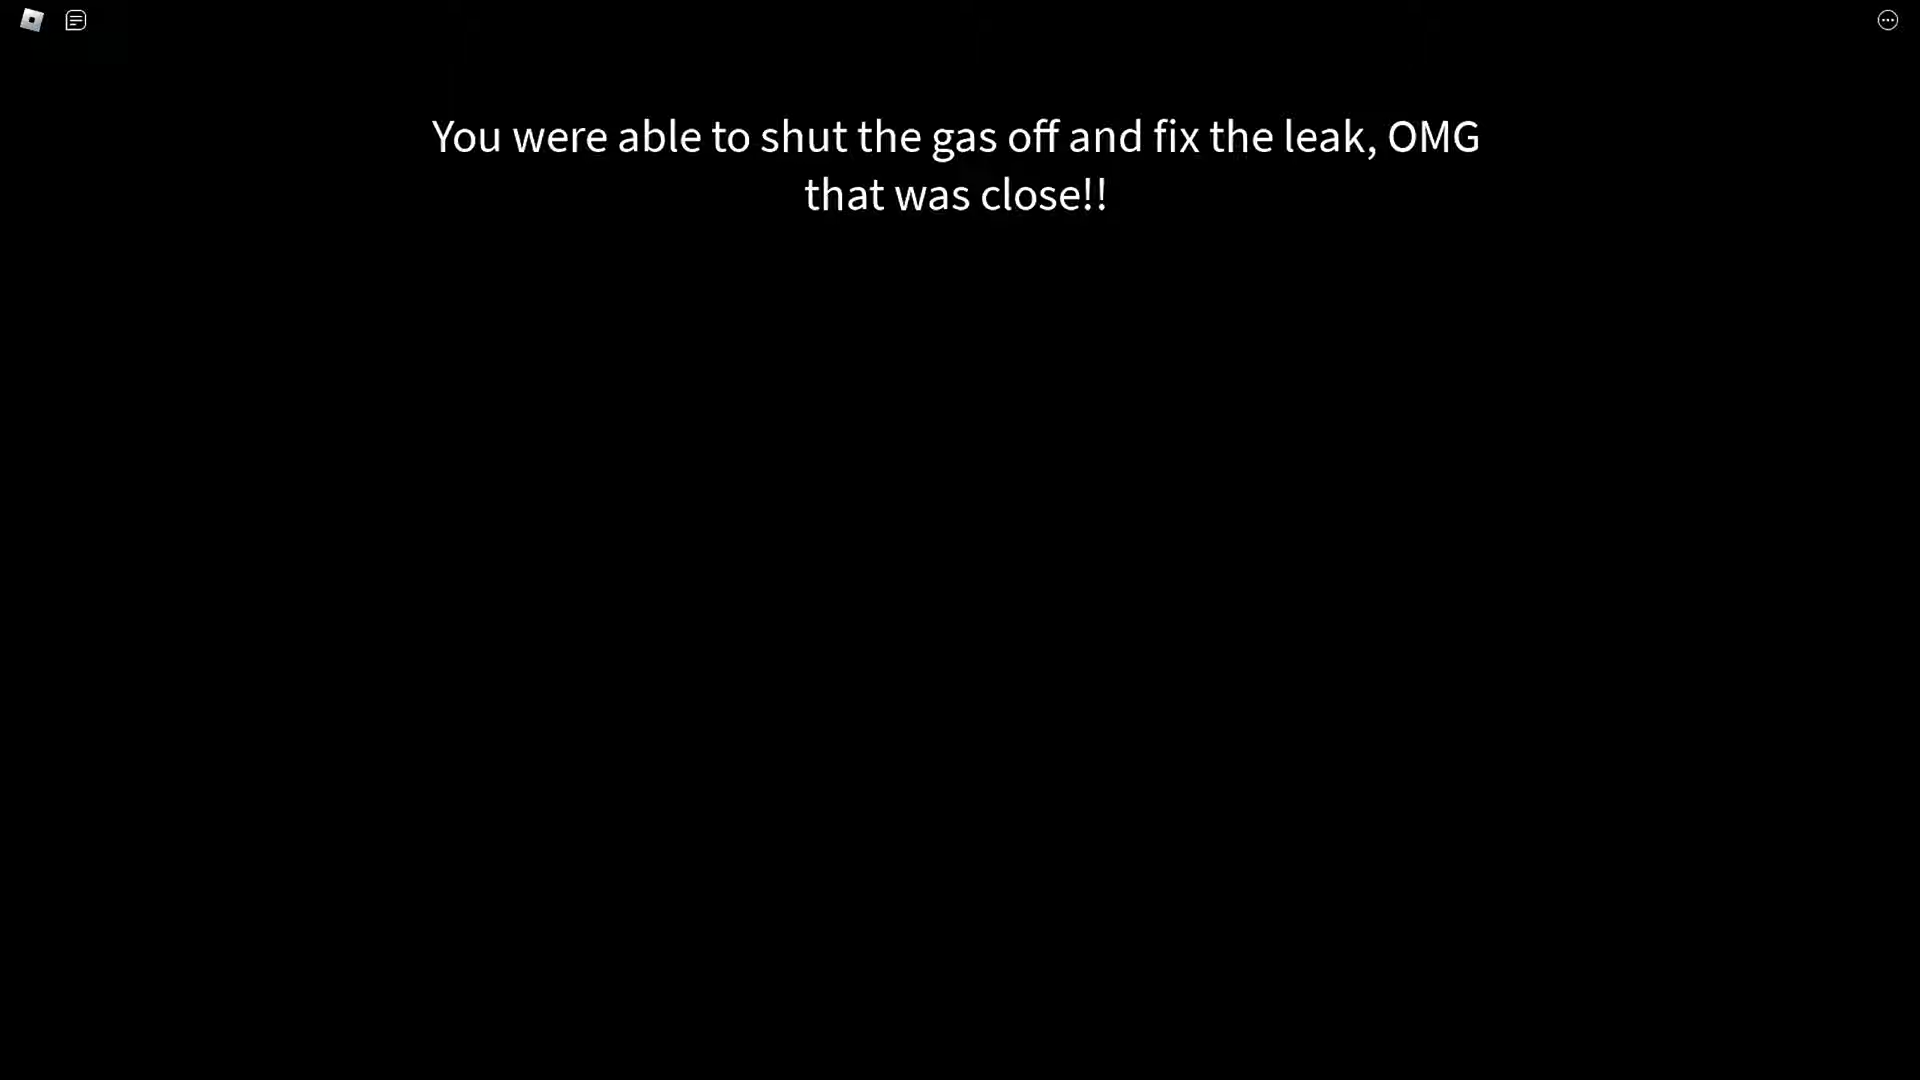 You were able to shut the gas off and fix the leak, OMG
that was close!!